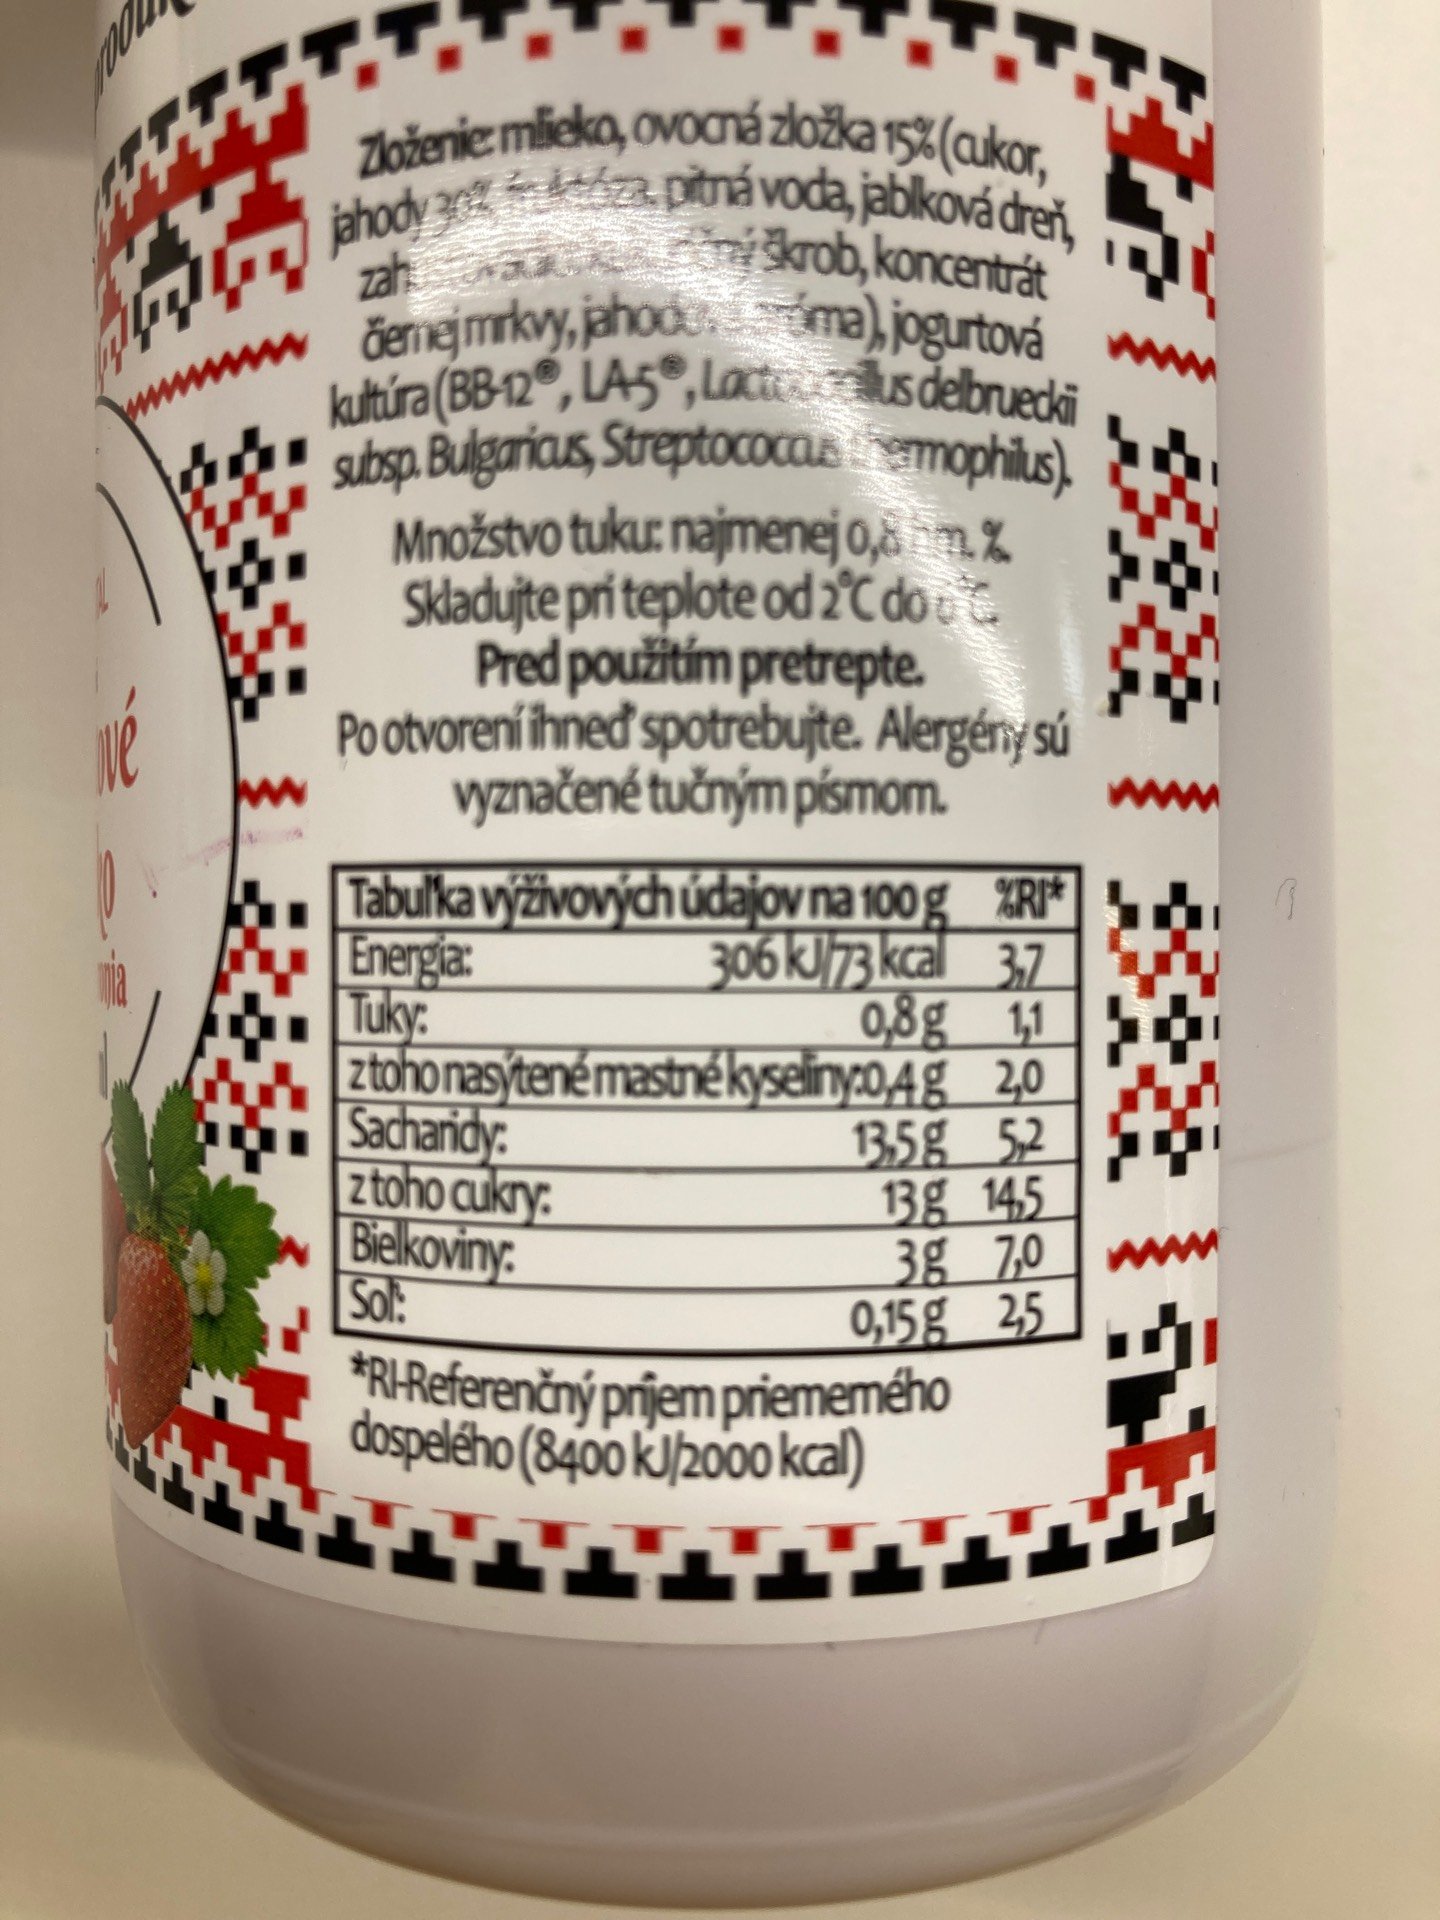 Zloženie: mlieko, ovocná zložka 15% (cukor,
jahody 30% pitná voda, jablková dreň,
škrob, koncentrát
čiernej mrkvy, jogurtová
kultúra (BB-12®, LA-5®, delbrueckii
subsp. Bulgaricus, Streptococcus
Množstvo tuku: najmenej 0,8 %.
Skladujte pri teplote od 2°C do
Pred použitím pretrepte.
Po otvorení ihneď spotrebujte. Alergény sú
vyznačené tučným písmom.
Tabuľka výživových údajov na 100 g %RI*
Energia: 306 kJ/73 kcal 3,7
Tuky: 0,8 g 1,1
z toho nasýtené mastné kyseliny: 0,4 g 2,0
Sacharidy: 13,5 g 5,2
z toho cukry: 13 g 14,5
Bielkoviny: 3 g 7,0
Soľ: 0,15 g 2,5
*RI-Referenčný príjem priemerného
dospelého (8400 kJ/2000 kcal)